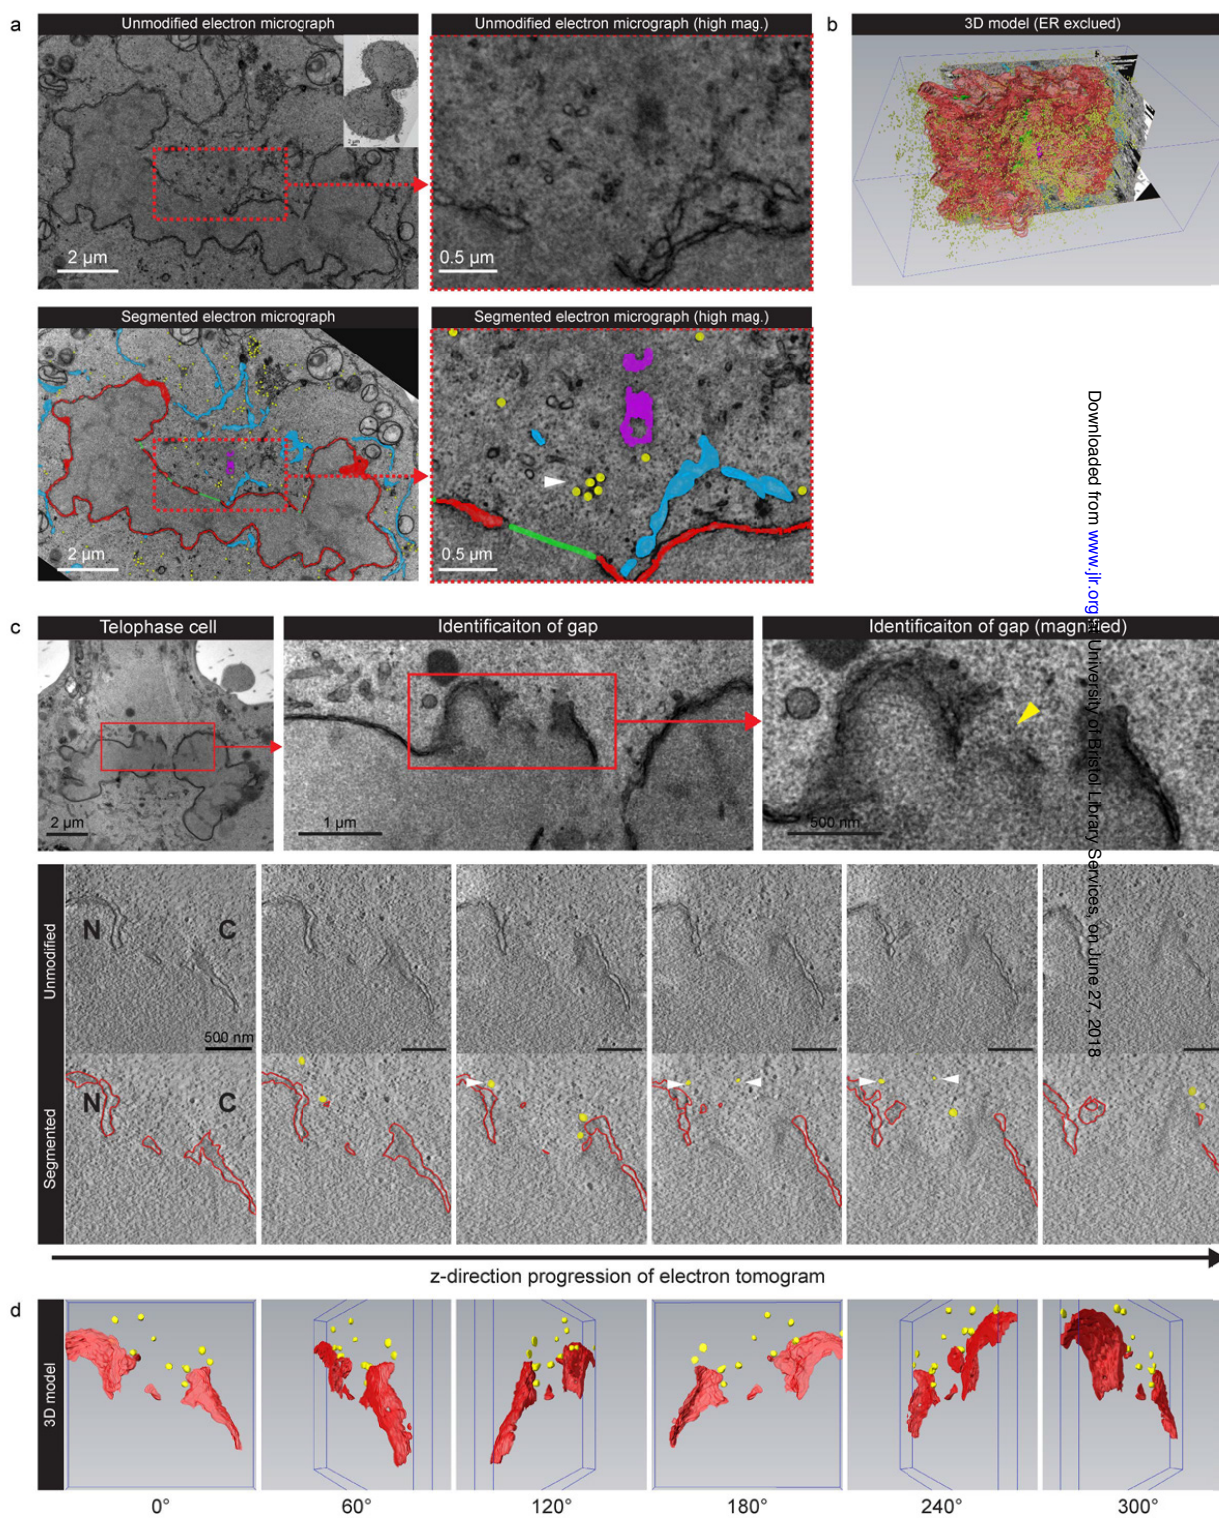 a
Unmodified electron micrograph
Unmodified electron micrograph (high mag.)
b
3D model (ER exclued)
2 µm
2 µm
0.5 µm
Segmented electron micrograph
Segmented electron micrograph (high mag.)
2 µm
0.5 µm
c
Telophase cell
Identificaiton of gap
Identificaiton of gap (magnified)
2 µm
1 µm
500 nm
Unmodified
N
C
500 nm
Segmented
N
C
z-direction progression of electron tomogram
d
3D model
0°
60°
120°
180°
240°
300°
Downloaded from www.jlr.org at University of Bristol Library Services, on June 27, 2018